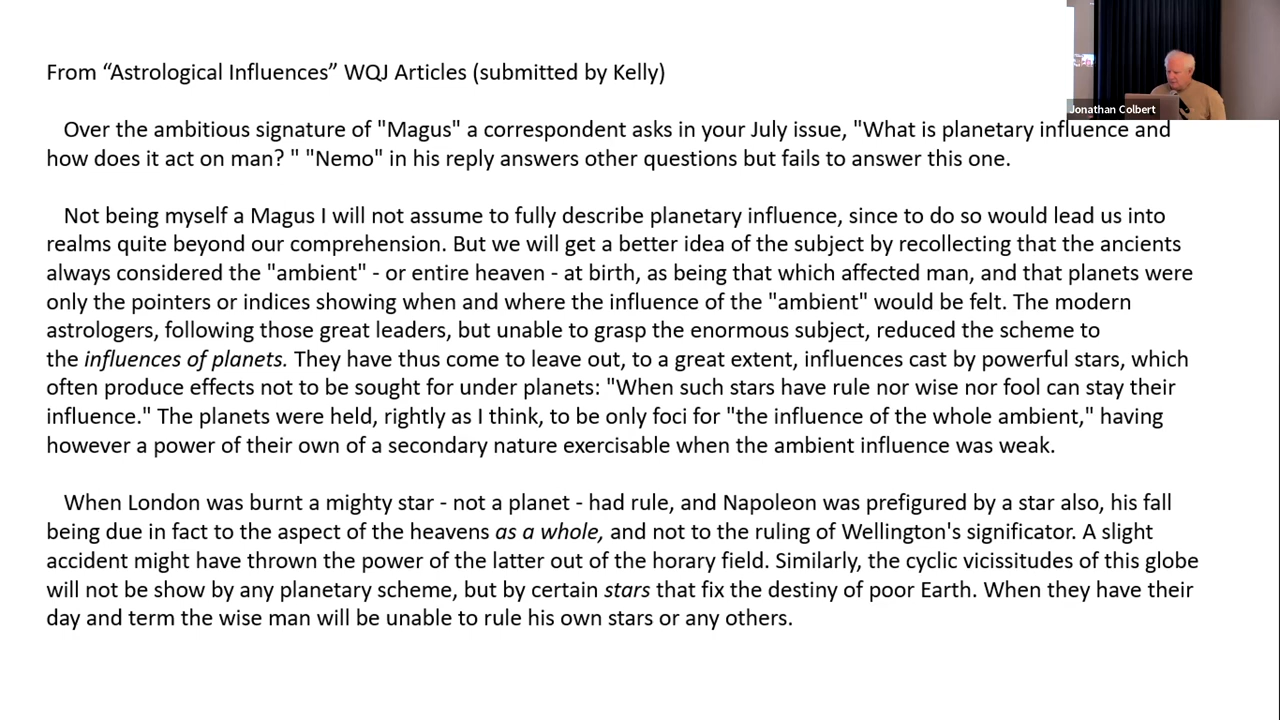 From “Astrological Influences” WQJ Articles (submitted by Kelly)
Jonathan Colbert
Over the ambitious signature of "Magus" a correspondent asks in your July issue, "What is planetary influence and
how does it act on man? " "Nemo" in his reply answers other questions but fails to answer this one.
Not being myself a Magus I will not assume to fully describe planetary influence, since to do so would lead us into
realms quite beyond our comprehension. But we will get a better idea of the subject by recollecting that the ancients
always considered the "ambient" - or entire heaven - at birth, as being that which affected man, and that planets were
only the pointers or indices showing when and where the influence of the "ambient" would be felt. The modern
astrologers, following those great leaders, but unable to grasp the enormous subject, reduced the scheme to
the influences of planets. They have thus come to leave out, to a great extent, influences cast by powerful stars, which
often produce effects not to be sought for under planets: "When such stars have rule nor wise nor fool can stay their
influence." The planets were held, rightly as I think, to be only foci for "the influence of the whole ambient," having
however a power of their own of a secondary nature exercisable when the ambient influence was weak.
When London was burnt a mighty star - not a planet - had rule, and Napoleon was prefigured by a star also, his fall
being due in fact to the aspect of the heavens as a whole, and not to the ruling of Wellington's significator. A slight
accident might have thrown the power of the latter out of the horary field. Similarly, the cyclic vicissitudes of this globe
will not be show by any planetary scheme, but by certain stars that fix the destiny of poor Earth. When they have their
day and term the wise man will be unable to rule his own stars or any others.